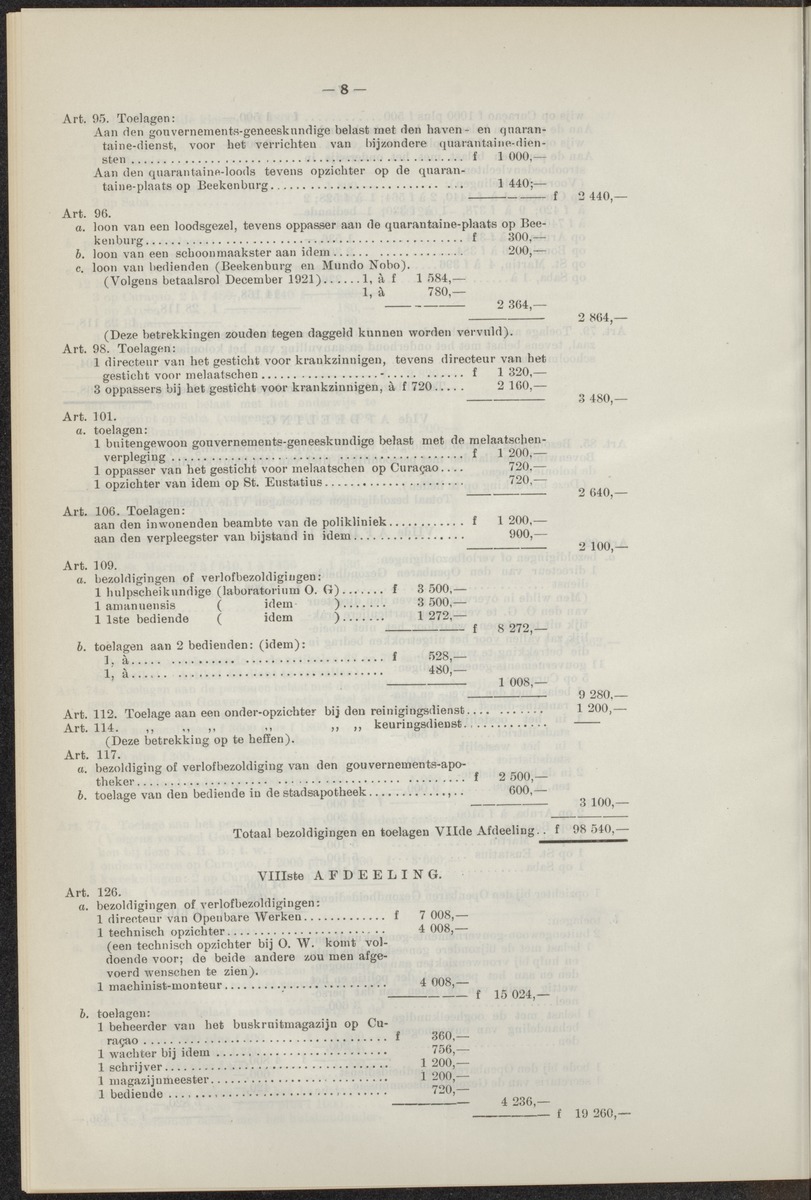 — 8 —
Art. 95. Toelagen:
Aan den gouvernements-geneeskundige belast met den haven- en quaran-
taine-dienst, voor het verrichten van bijzondere quarantaine-dien-
sten . . . . . f 1 000,—
Aan den quarantaine-loods tevens opzichter op de quaran-
taine-plaats op Beekenburg . . . . . 1 440;—
f 2 440,—
Art. 96.
a. loon van een loodsgezel, tevens oppasser aan de quarantaine-plaats op Bee-
kenburg . . . . . f 300,—
b. loon van een schoonmaakster aan idem . . . . . 200,—
c. loon van bedienden (Beekenburg en Mundo Nobo).
(Volgens betaalsrol December 1921) . . . . . 1, à f 1 584,—
1, à 780,—
2 364,—
2 864,—
(Deze betrekkingen zouden tegen daggeld kunnen worden vervuld).
Art. 98. Toelagen:
1 directeur van het gesticht voor krankzinnigen, tevens directeur van het
gesticht voor melaatschen . . . . . f 1 320,—
3 oppassers bij het gesticht voor krankzinnigen, à f 720 . . . . . 2 160,—
3 480,—
Art. 101.
a. toelagen:
1 buitengewoon gouvernements-geneeskundige belast met de melaatschen-
verpleging . . . . . f 1 200,—
1 oppasser van het gesticht voor melaatschen op Curaçao . . . . 720,—
1 opzichter van idem op St. Eustatius . . . . . 720,—
2 640,—
Art. 106. Toelagen:
aan den inwonenden beambte van de polikliniek . . . . . f 1 200,—
aan den verpleegster van bijstand in idem . . . . . 900,—
2 100,—
Art. 109.
a. bezoldigingen of verlofbezoldigingen:
1 hulpscheikundige (laboratorium O. G) . . . . . f 3 500,—
1 amanuensis ( idem ) . . . . . 3 500,—
1 1ste bediende ( idem ) . . . . . 1 272,—
f 8 272,—
b. toelagen aan 2 bedienden: (idem):
1, à . . . . . f 528,—
1, à . . . . . 480,—
1 008,—
9 280,—
Art. 112. Toelage aan een onder-opzichter bij den reinigingsdienst . . . . . 1 200,—
Art. 114. „ „ „ „ „ „ keuringsdienst . . . . . —
(Deze betrekking op te heffen).
Art. 117.
a. bezoldiging of verlofbezoldiging van den gouvernements-apo-
theker . . . . . f 2 500,—
b. toelage van den bediende in de stadsapotheek . . . . . 600,—
3 100,—
Totaal bezoldigingen en toelagen VIIde Afdeeling . . f 98 540,—
VIIIste AFDEELING.
Art. 126.
a. bezoldigingen of verlofbezoldigingen:
1 directeur van Openbare Werken . . . . . f 7 008,—
1 technisch opzichter . . . . . 4 008,—
(een technisch opzichter bij O. W. komt vol-
doende voor; de beide andere zou men afge-
voerd wenschen te zien).
1 machinist-monteur . . . . . 4 008,—
f 15 024,—
b. toelagen:
1 beheerder van het buskruitmagazijn op Cu-
raçao . . . . . f 360,—
1 wachter bij idem . . . . . 756,—
1 schrijver . . . . . 1 200,—
1 magazijnmeester . . . . . 1 200,—
1 bediende . . . . . 720,—
4 236,—
f 19 260,—